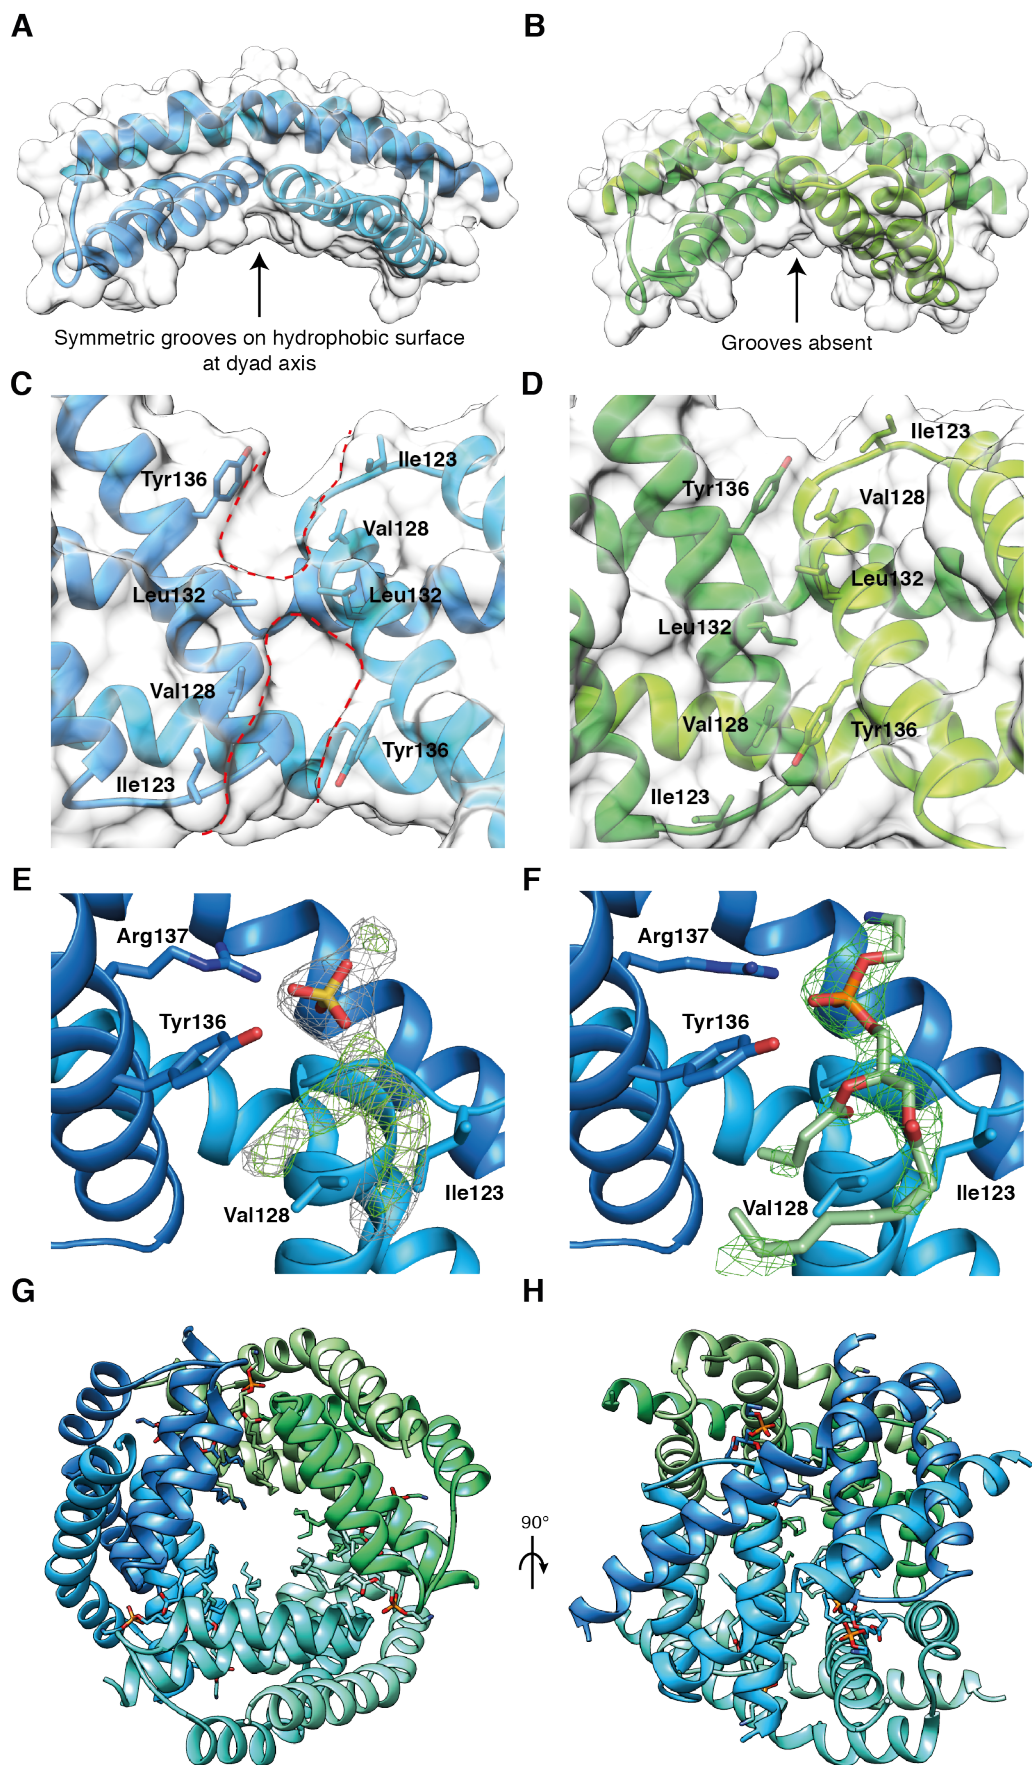 A
B
Symmetric grooves on hydrophobic surface
at dyad axis
Grooves absent
C
D
Tyr136
Ile123
Val128
Leu132
Leu132
Val128
Tyr136
Ile123
Ile123
Tyr136
Val128
Leu132
Leu132
Val128
Tyr136
Ile123
E
F
Arg137
Tyr136
Val128
Ile123
Arg137
Tyr136
Val128
Ile123
G
H
90°